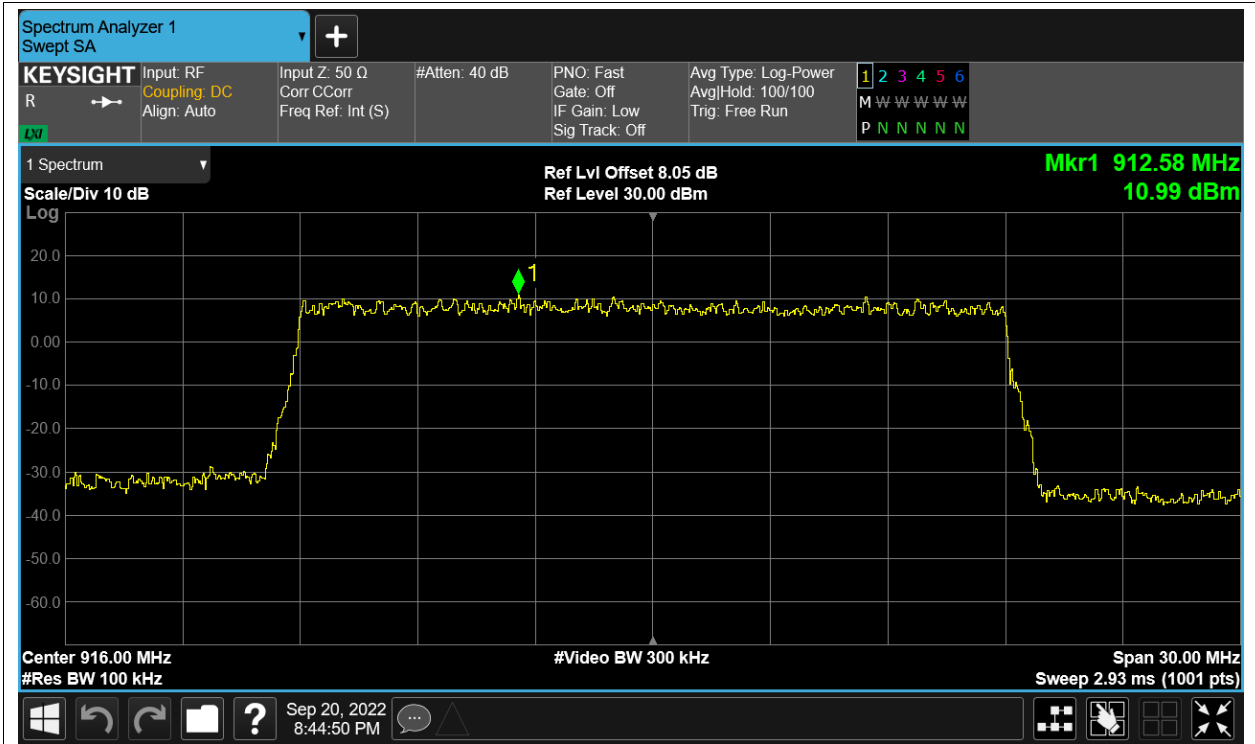 Spectrum Analyzer 1
Swept SA
KEYSIGHT
R
LXI
Input: RF
Coupling: DC
Align: Auto
Input Z: 50 Ω
Corr CCorr
Freq Ref: Int (S)
#Atten: 40 dB
PNO: Fast
Gate: Off
IF Gain: Low
Sig Track: Off
Avg Type: Log-Power
Avg|Hold: 100/100
Trig: Free Run
1 2 3 4 5 6
M W W W W W
P N N N N N
1 Spectrum
Scale/Div 10 dB
Log
Ref Lvl Offset 8.05 dB
Ref Level 30.00 dBm
Mkr1 912.58 MHz
10.99 dBm
20.0
10.0
0.00
-10.0
-20.0
-30.0
-40.0
-50.0
-60.0
1
Center 916.00 MHz
#Res BW 100 kHz
#Video BW 300 kHz
Span 30.00 MHz
Sweep 2.93 ms (1001 pts)
?
Sep 20, 2022
8:44:50 PM